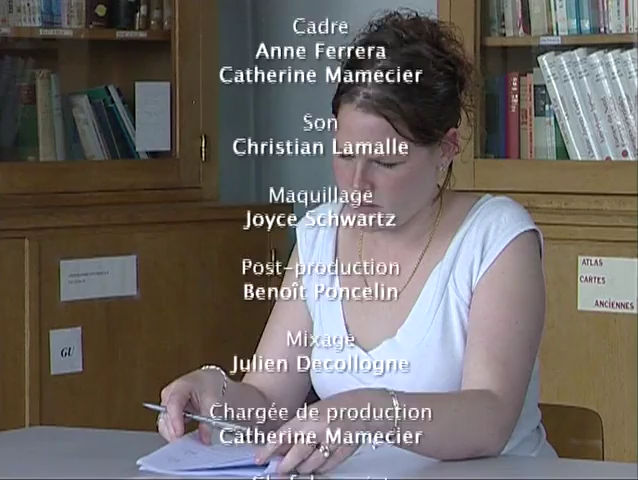 Cadre
Anne Ferrera
Catherine Mamecier
Son
Christian Lamalle
Maquillage
Joyce Schwartz
Post-production
Benoît Poncelin
Mixage
Julien Decollogne
Chargée de production
Catherine Mamecier
GU
ATLAS
CARTES
ANCIENNES